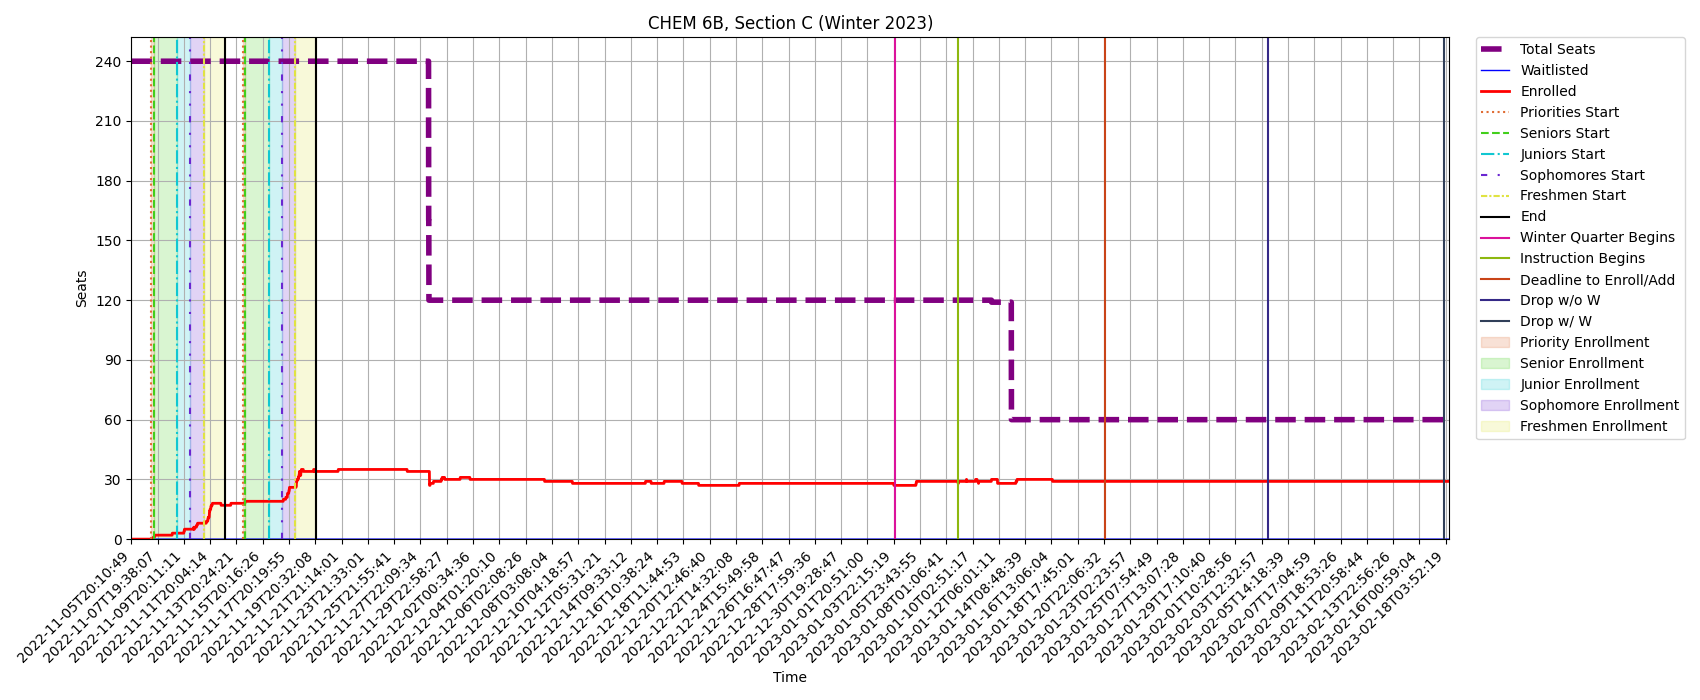 CHEM 6B, Section C (Winter 2023)
Seats
240
210
180
150
120
90
60
30
0
2022-11-05T20:10:49
2022-11-07T19:38:07
2022-11-09T20:11:11
2022-11-11T20:04:14
2022-11-13T20:24:21
2022-11-15T20:16:26
2022-11-17T20:19:55
2022-11-19T20:32:08
2022-11-21T21:14:01
2022-11-23T21:33:01
2022-11-25T21:55:41
2022-11-27T22:09:34
2022-11-29T22:58:27
2022-12-02T00:34:36
2022-12-04T01:20:10
2022-12-06T02:08:26
2022-12-08T03:08:04
2022-12-10T04:18:57
2022-12-12T05:31:21
2022-12-14T09:33:12
2022-12-16T10:38:24
2022-12-18T11:44:53
2022-12-20T12:46:40
2022-12-22T14:32:08
2022-12-24T15:49:58
2022-12-26T16:47:47
2022-12-28T17:59:36
2022-12-30T19:28:47
2023-01-01T20:51:00
2023-01-03T22:15:19
2023-01-05T23:43:55
2023-01-08T01:06:41
2023-01-10T02:51:17
2023-01-12T06:01:11
2023-01-14T08:48:39
2023-01-16T13:06:04
2023-01-18T17:45:01
2023-01-20T22:06:32
2023-01-23T02:23:57
2023-01-25T07:54:49
2023-01-27T13:07:28
2023-01-29T17:10:40
2023-02-01T10:28:56
2023-02-03T12:32:57
2023-02-05T14:18:39
2023-02-07T17:04:59
2023-02-09T18:53:26
2023-02-11T20:58:44
2023-02-13T22:56:26
2023-02-16T00:59:04
2023-02-18T03:52:19
Time
Total Seats
Waitlisted
Enrolled
Priorities Start
Seniors Start
Juniors Start
Sophomores Start
Freshmen Start
End
Winter Quarter Begins
Instruction Begins
Deadline to Enroll/Add
Drop w/o W
Drop w/ W
Priority Enrollment
Senior Enrollment
Junior Enrollment
Sophomore Enrollment
Freshmen Enrollment